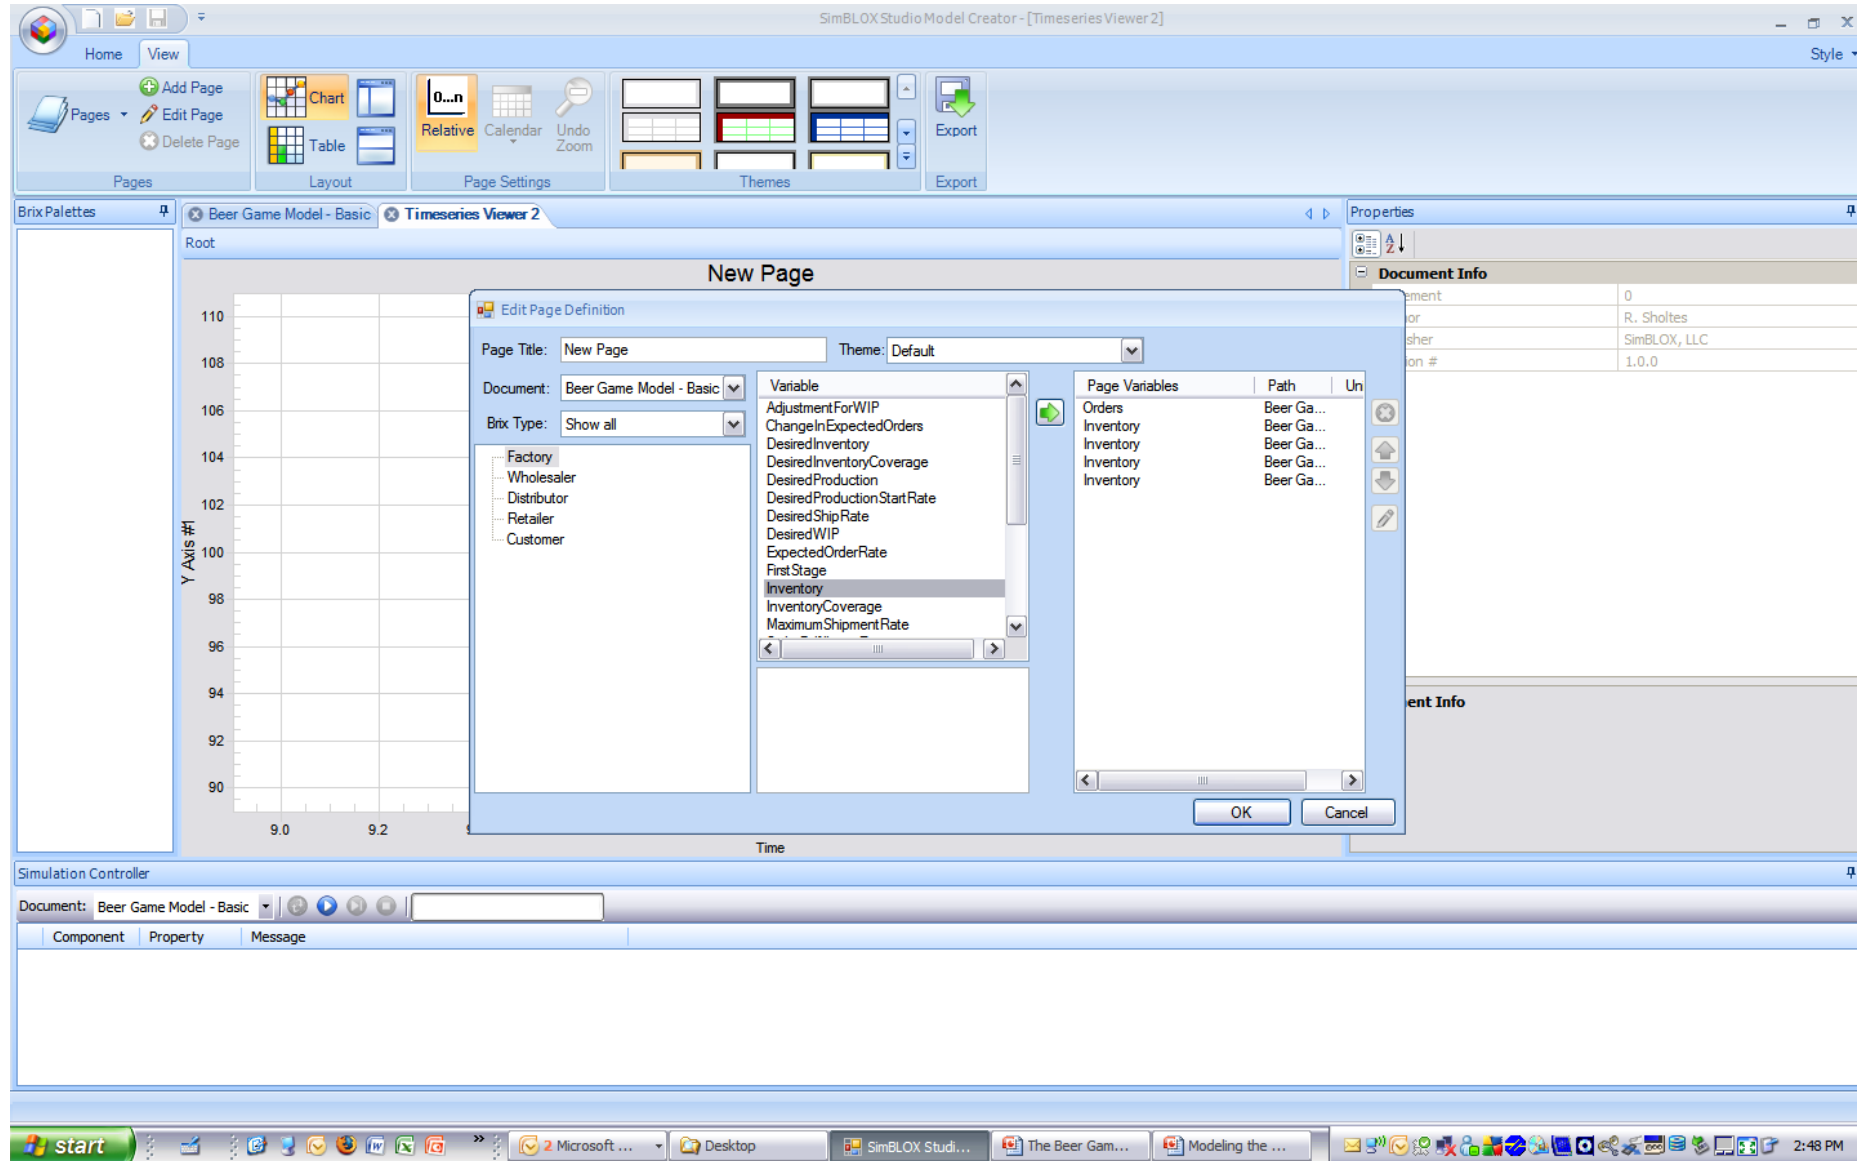 SimBLOX Studio Model Creator - [Timeseries Viewer 2]
Home View Style
Pages
Add Page
Edit Page
Delete Page
Chart
Table
0...n
Relative Calendar Undo Zoom
Export
Pages Layout Page Settings Themes Export
Brix Palettes
Beer Game Model - Basic Timeseries Viewer 2
Root
New Page
110
108
106
104
102
100
98
96
94
92
90
Y Axis #1
9.0 9.2
Time
Edit Page Definition
Page Title: New Page Theme: Default
Document: Beer Game Model - Basic
Brix Type: Show all
Factory
Wholesaler
Distributor
Retailer
Customer
Variable
AdjustmentForWIP
ChangeInExpectedOrders
DesiredInventory
DesiredInventoryCoverage
DesiredProduction
DesiredProductionStartRate
DesiredShipRate
DesiredWIP
ExpectedOrderRate
FirstStage
Inventory
InventoryCoverage
MaximumShipmentRate
Page Variables Path Un
Orders Beer Ga...
Inventory Beer Ga...
Inventory Beer Ga...
Inventory Beer Ga...
Inventory Beer Ga...
OK Cancel
Properties
Document Info
ement 0
or R. Sholtes
sher SimBLOX, LLC
ion # 1.0.0
ent Info
Simulation Controller
Document: Beer Game Model - Basic
Component Property Message
start 2 Microsoft ... Desktop SimBLOX Studi... The Beer Gam... Modeling the ... 2:48 PM